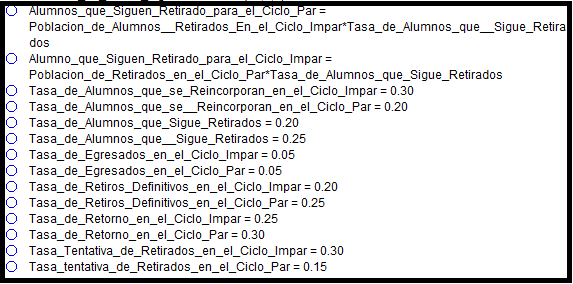 Alumnos_que_Siguen_Retirado_para_el_Ciclo_Par =
Poblacion_de_Alumnos__Retirados_En_el_Ciclo_Impar*Tasa_de_Alumnos_que__Sigue_Retira
dos
Alumno_que_Siguen_Retirado_para_el_Ciclo_Impar =
Poblacion_de_Retirados_en_el_Ciclo_Par*Tasa_de_Alumnos_que_Sigue_Retirados
Tasa_de_Alumnos_que_se_Reincorporan_en_el_Ciclo_Impar = 0.30
Tasa_de_Alumnos_que_se__Reincorporan_en_el_Ciclo_Par = 0.20
Tasa_de_Alumnos_que_Sigue_Retirados = 0.20
Tasa_de_Alumnos_que__Sigue_Retirados = 0.25
Tasa_de_Egresados_en_el_Ciclo_Impar = 0.05
Tasa_de_Egresados_en_el_Ciclo_Par = 0.05
Tasa_de_Retiros_Definitivos_en_el_Ciclo_Impar = 0.20
Tasa_de_Retiros_Definitivos_en_el_Ciclo_Par = 0.25
Tasa_de_Retorno_en_el_Ciclo_Impar = 0.25
Tasa_de_Retorno_en_el_Ciclo_Par = 0.30
Tasa_Tentativa_de_Retirados_en_el_Ciclo_Impar = 0.30
Tasa_tentativa_de_Retirados_en_el_Ciclo_Par = 0.15